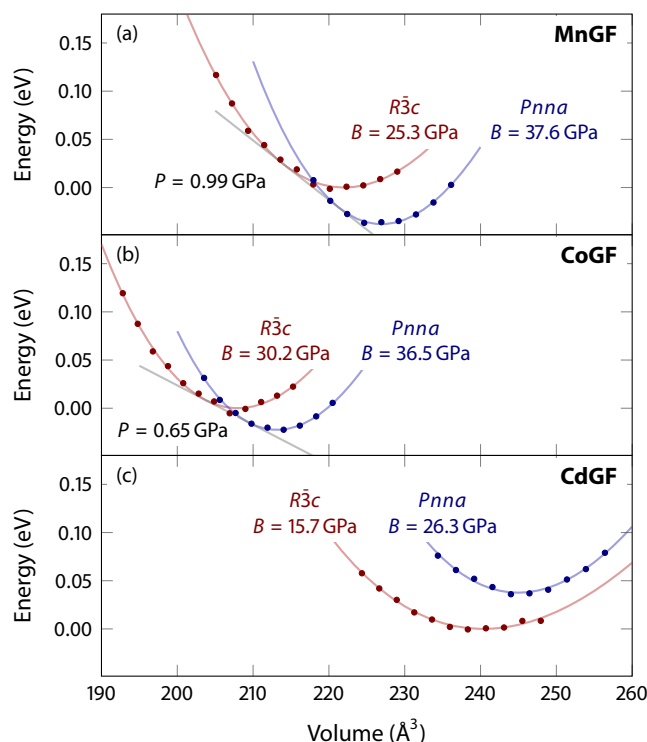 (a) MnGF
0.15
0.10
0.05
0.00
Energy (eV)
R3̄c
B = 25.3 GPa
Pnna
B = 37.6 GPa
P = 0.99 GPa
(b) CoGF
0.15
0.10
0.05
0.00
Energy (eV)
R3̄c
B = 30.2 GPa
Pnna
B = 36.5 GPa
P = 0.65 GPa
(c) CdGF
0.15
0.10
0.05
0.00
Energy (eV)
R3̄c
B = 15.7 GPa
Pnna
B = 26.3 GPa
190 200 210 220 230 240 250 260
Volume (Å³)